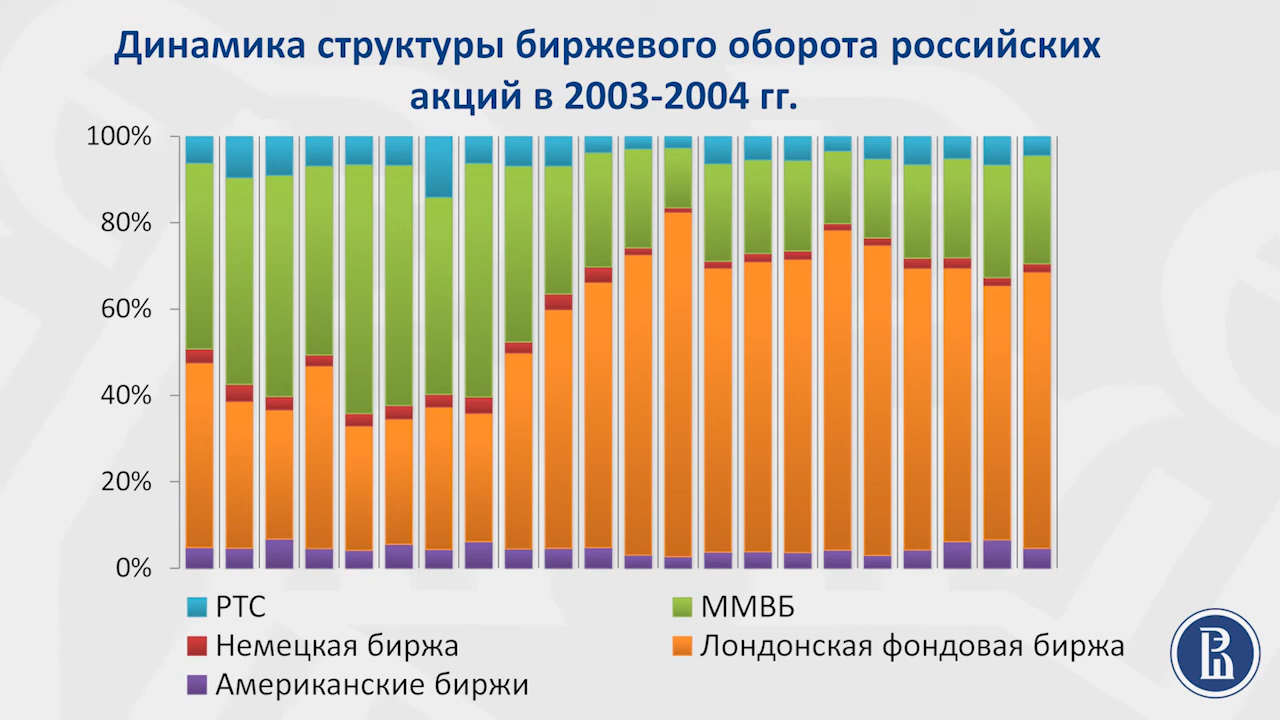 Динамика структуры биржевого оборота российских
акций в 2003-2004 гг.
100%
80%
60%
40%
20%
0%
РТС
ММВБ
Немецкая биржа
Лондонская фондовая биржа
Американские биржи